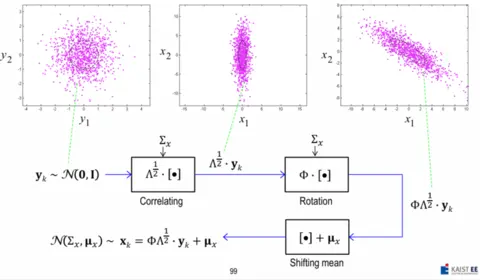 y₂
y₁
x₂
x₁
x₂
x₁
Σₓ
Σₓ
yₖ ~ 𝒩(0, I)
Λ^½ · [•]
Λ^½ · yₖ
Φ · [•]
ΦΛ^½ · yₖ
Correlating
Rotation
𝒩(Σₓ, μₓ) ~ xₖ = ΦΛ^½ · yₖ + μₓ
[•] + μₓ
Shifting mean
99
KAIST EE